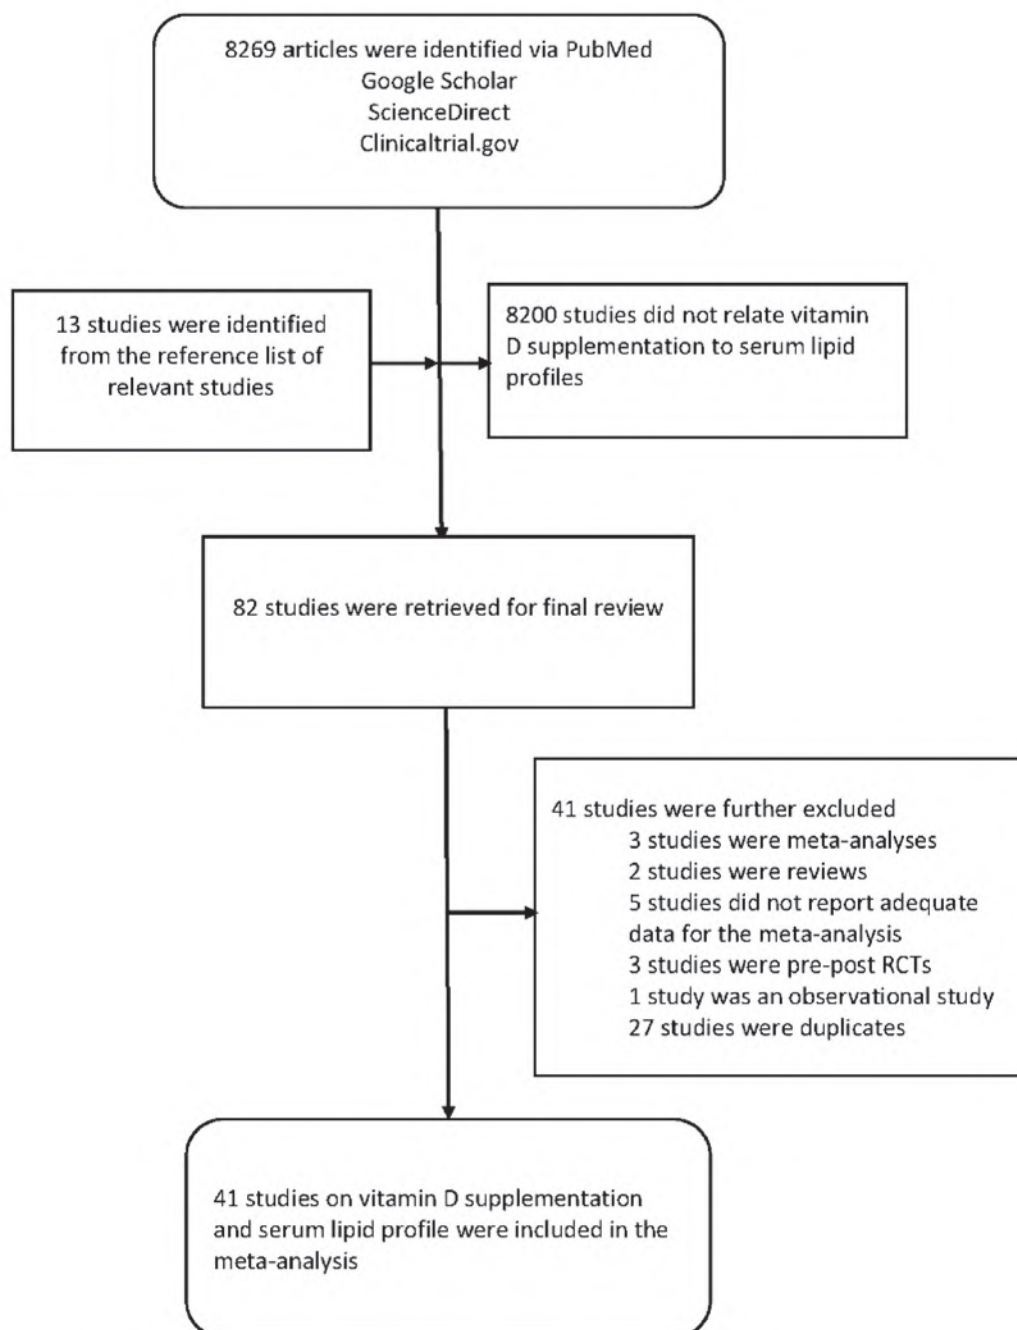 8269 articles were identified via PubMed
Google Scholar
ScienceDirect
Clinicaltrial.gov
13 studies were identified
from the reference list of
relevant studies
8200 studies did not relate vitamin
D supplementation to serum lipid
profiles
82 studies were retrieved for final review
41 studies were further excluded
3 studies were meta-analyses
2 studies were reviews
5 studies did not report adequate
data for the meta-analysis
3 studies were pre-post RCTs
1 study was an observational study
27 studies were duplicates
41 studies on vitamin D supplementation
and serum lipid profile were included in the
meta-analysis